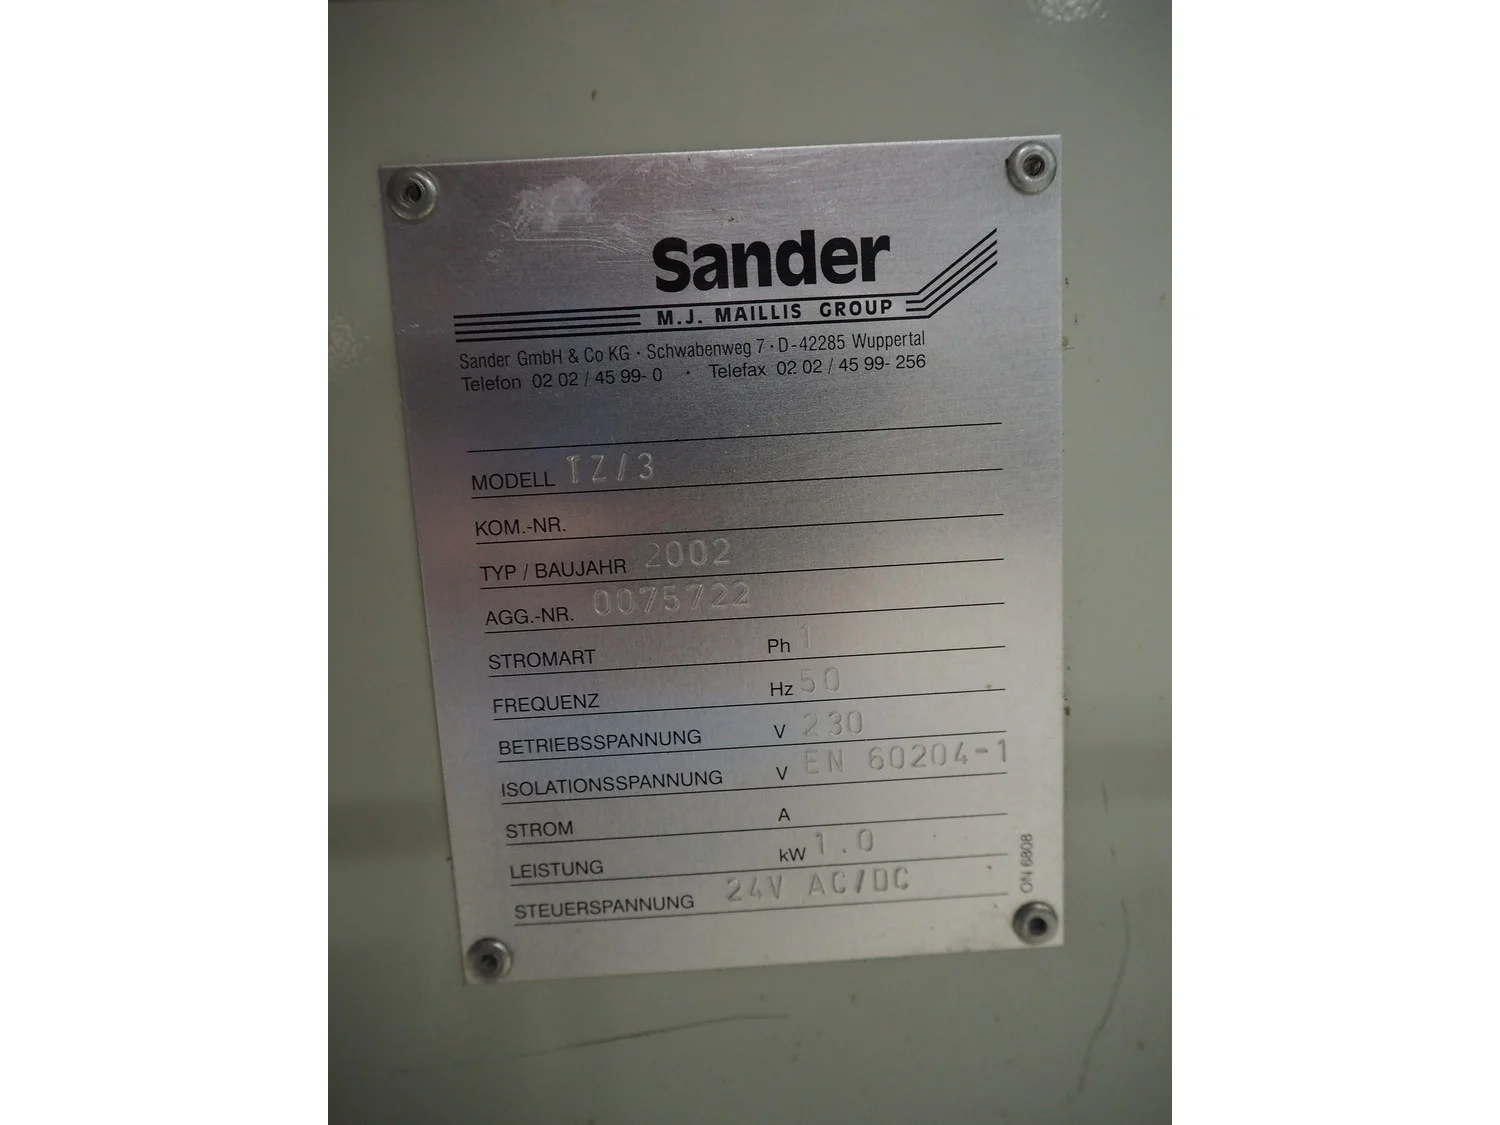 Sander
M.J. MAILLIS GROUP
Sander GmbH & Co KG · Schwabenweg 7 · D-42285 Wuppertal
Telefon 02 02 / 45 99- 0 · Telefax 02 02 / 45 99- 256
MODELL TZ/3
KOM.-NR.
TYP / BAUJAHR 2002
AGG.-NR. 0075722
STROMART Ph 1
FREQUENZ Hz 50
BETRIEBSSPANNUNG V 230
ISOLATIONSSPANNUNG V EN 60204-1
STROM A
LEISTUNG kW 1.0
STEUERSPANNUNG 24V AC/DC
ON 6808